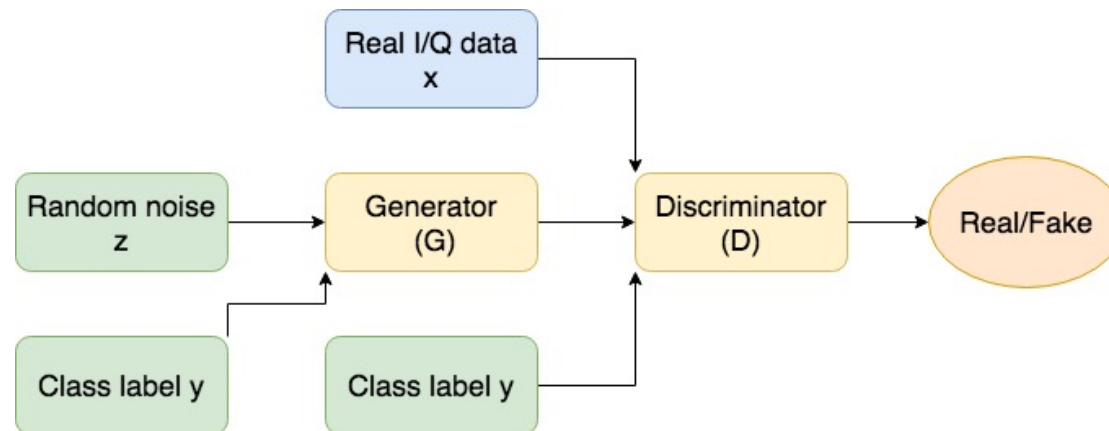 Real I/Q data
x
Random noise
z
Generator
(G)
Discriminator
(D)
Real/Fake
Class label y
Class label y